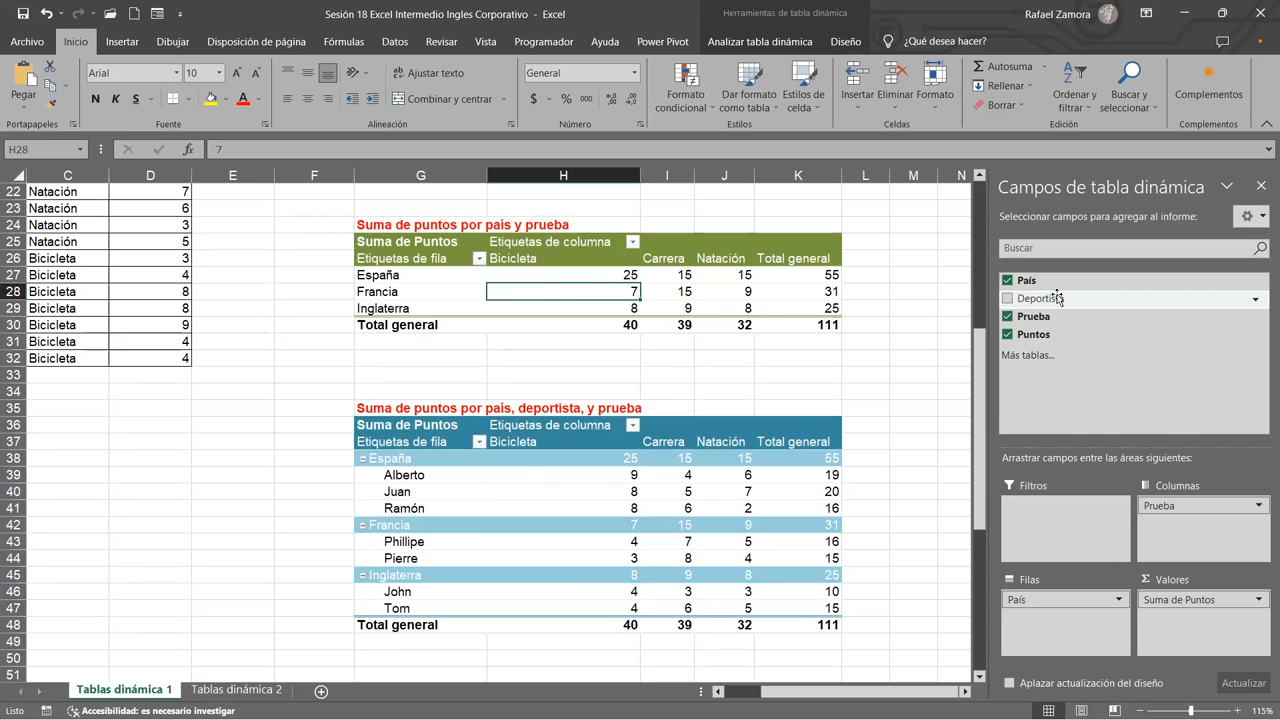 Sesión 18 Excel Intermedio Ingles Corporativo - Excel
Herramientas de tabla dinámica
Rafael Zamora
Archivo Inicio Insertar Dibujar Disposición de página Fórmulas Datos Revisar Vista Programador Ayuda Power Pivot Analizar tabla dinámica Diseño ¿Qué desea hacer?
Pegar
Arial 10
N K S
Ajustar texto
Combinar y centrar
General
$ % 000
Formato condicional
Dar formato como tabla
Estilos de celda
Insertar Eliminar Formato
Autosuma
Rellenar
Borrar
Ordenar y filtrar
Buscar y seleccionar
Complementos
Portapapeles Fuente Alineación Número Estilos Celdas Edición Complementos
H28 fx 7
C D E F G H I J K L M N
22 Natación 7
23 Natación 6
24 Natación 3 Suma de puntos por país y prueba
25 Natación 5 Suma de Puntos Etiquetas de columna
26 Bicicleta 3 Etiquetas de fila Bicicleta Carrera Natación Total general
27 Bicicleta 4 España 25 15 15 55
28 Bicicleta 8 Francia 7 15 9 31
29 Bicicleta 8 Inglaterra 8 9 8 25
30 Bicicleta 9 Total general 40 39 32 111
31 Bicicleta 4
32 Bicicleta 4
33
34
35 Suma de puntos por país, deportista, y prueba
36 Suma de Puntos Etiquetas de columna
37 Etiquetas de fila Bicicleta Carrera Natación Total general
38 España 25 15 15 55
39 Alberto 9 4 6 19
40 Juan 8 5 7 20
41 Ramón 8 6 2 16
42 Francia 7 15 9 31
43 Phillipe 4 7 5 16
44 Pierre 3 8 4 15
45 Inglaterra 8 9 8 25
46 John 4 3 3 10
47 Tom 4 6 5 15
48 Total general 40 39 32 111
49
50
51
Campos de tabla dinámica
Seleccionar campos para agregar al informe:
Buscar
País
Deportista
Prueba
Puntos
Más tablas...
Arrastrar campos entre las áreas siguientes:
Filtros Columnas
Prueba
Filas Σ Valores
País Suma de Puntos
Aplazar actualización del diseño Actualizar
Tablas dinámica 1 Tablas dinámica 2
Listo Accesibilidad: es necesario investigar 115%